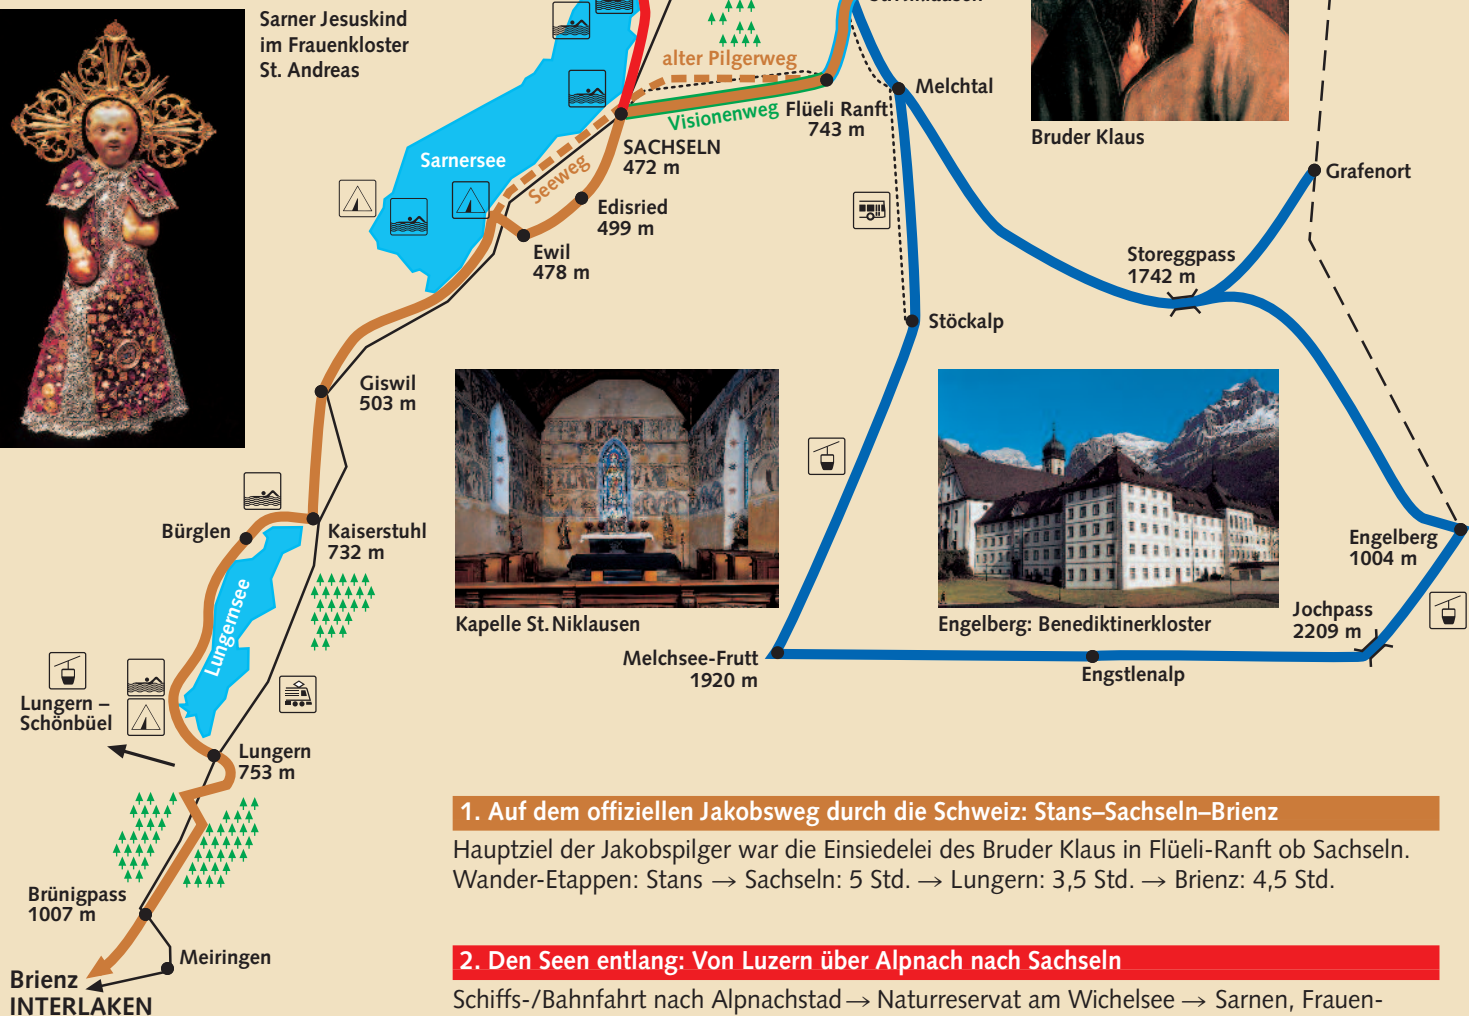 Sarner Jesuskind
im Frauenkloster
St. Andreas
alter Pilgerweg
Visionenweg
Flüeli Ranft
743 m
Melchtal
Bruder Klaus
Grafenort
Sarnersee
SACHSELN
472 m
Seeweg
Edisried
499 m
Ewil
478 m
Storeggpass
1742 m
Stöckalp
Giswil
503 m
Bürglen
Kaiserstuhl
732 m
Lungernsee
Kapelle St. Niklausen
Engelberg: Benediktinerkloster
Engelberg
1004 m
Jochpass
2209 m
Melchsee-Frutt
1920 m
Engstlenalp
Lungern –
Schönbüel
Lungern
753 m
Brünigpass
1007 m
Meiringen
Brienz
INTERLAKEN
1. Auf dem offiziellen Jakobsweg durch die Schweiz: Stans–Sachseln–Brienz
Hauptziel der Jakobspilger war die Einsiedelei des Bruder Klaus in Flüeli-Ranft ob Sachseln.
Wander-Etappen: Stans → Sachseln: 5 Std. → Lungern: 3,5 Std. → Brienz: 4,5 Std.
2. Den Seen entlang: Von Luzern über Alpnach nach Sachseln
Schiffs-/Bahnfahrt nach Alpnachstad → Naturreservat am Wichelsee → Sarnen, Frauen-